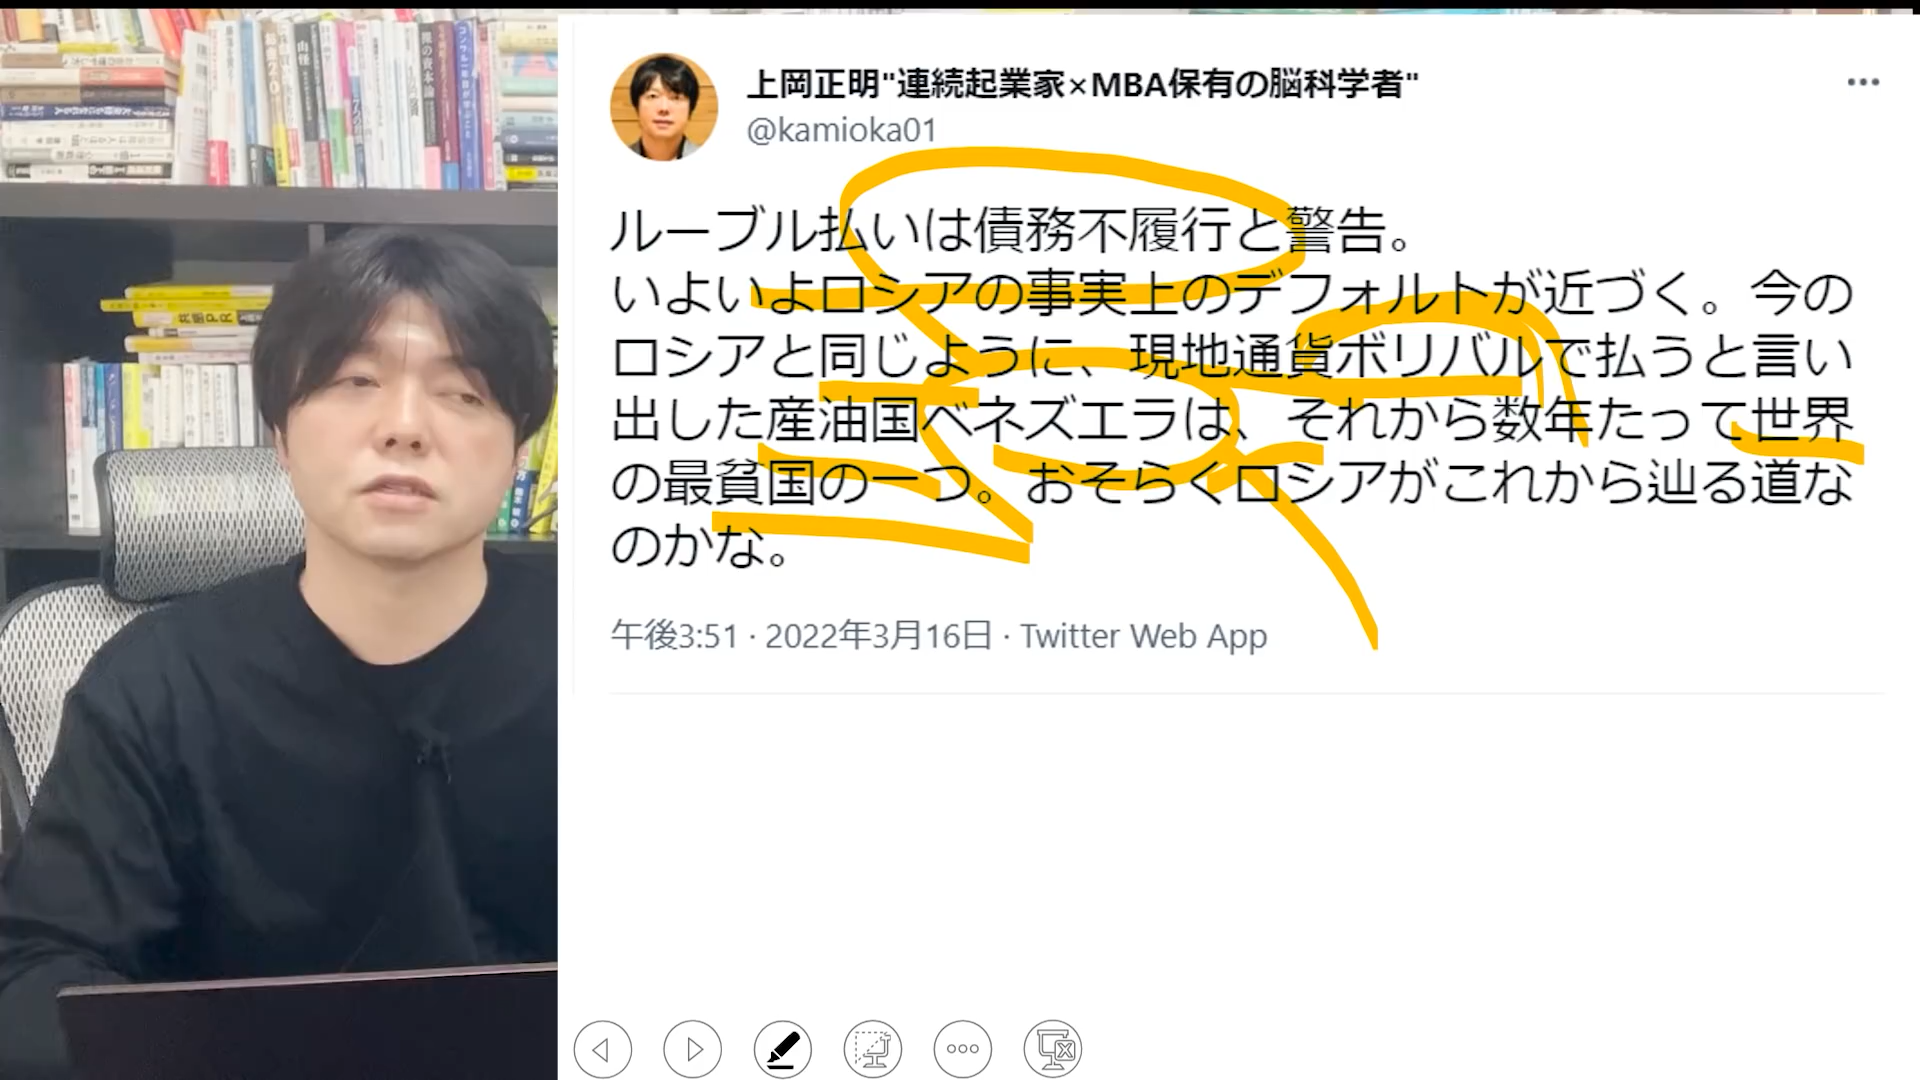 上岡正明"連続起業家×MBA保有の脳科学者"
@kamioka01
ルーブル払いは債務不履行と警告。
いよいよロシアの事実上のデフォルトが近づく。今の
ロシアと同じように、現地通貨ボリバルで払うと言い
出した産油国ベネズエラは、それから数年たって世界
の最貧国の一つ。おそらくロシアがこれから辿る道な
のかな。
午後3:51 · 2022年3月16日 · Twitter Web App